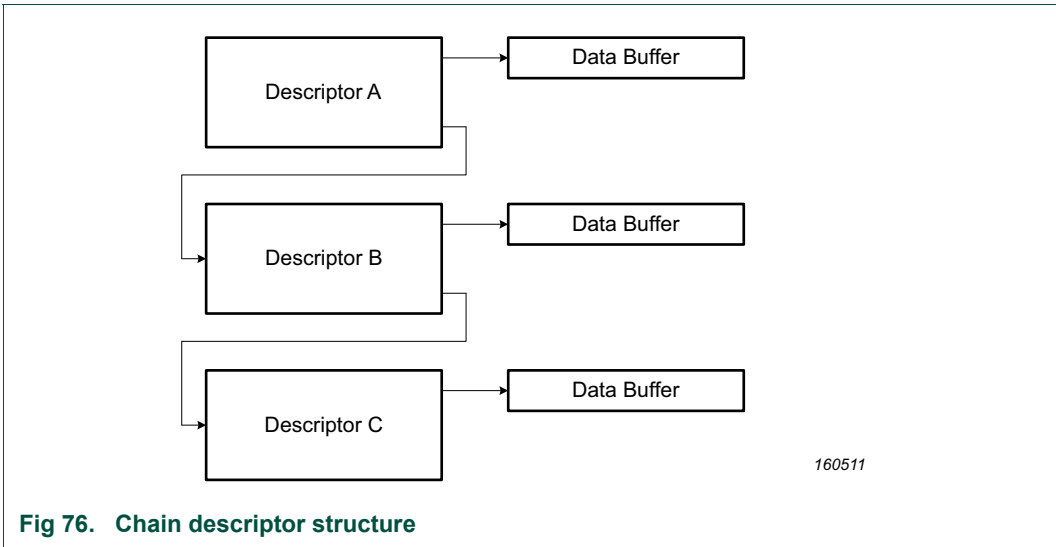 Descriptor A
Data Buffer
Descriptor B
Data Buffer
Descriptor C
Data Buffer
160511
Fig 76. Chain descriptor structure